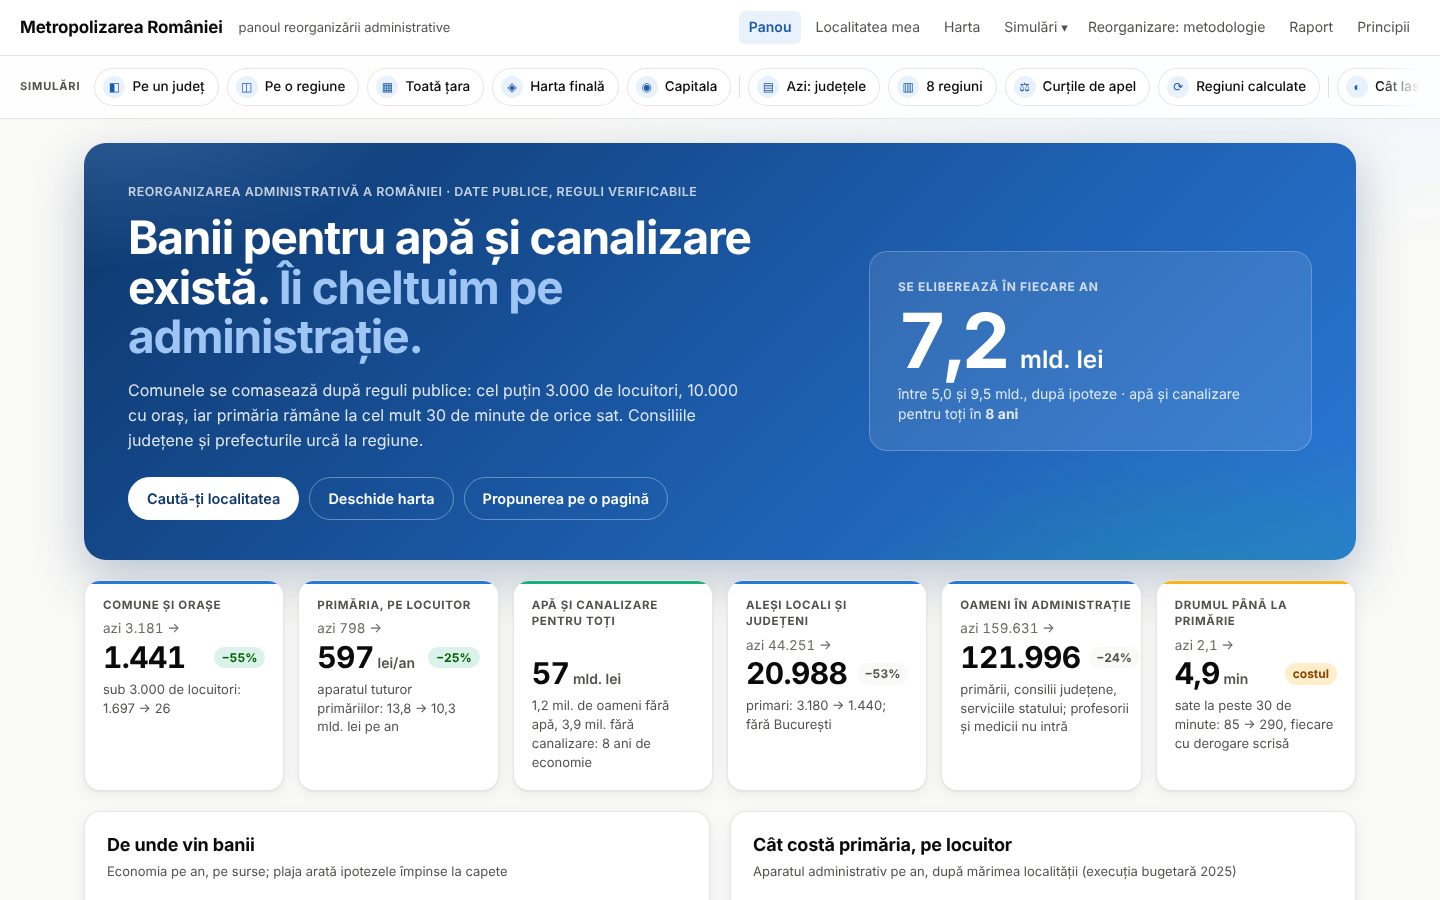 Metropolizarea României
panoul reorganizării administrative
Panou
Localitatea mea
Harta
Simulări ▾
Reorganizare: metodologie
Raport
Principii
SIMULĂRI
Pe un județ
Pe o regiune
Toată țara
Harta finală
Capitala
Azi: județele
8 regiuni
Curțile de apel
Regiuni calculate
Cât las
REORGANIZAREA ADMINISTRATIVĂ A ROMÂNIEI · DATE PUBLICE, REGULI VERIFICABILE
Banii pentru apă și canalizare
există. Îi cheltuim pe
administrație.
Comunele se comasează după reguli publice: cel puțin 3.000 de locuitori, 10.000
cu oraș, iar primăria rămâne la cel mult 30 de minute de orice sat. Consiliile
județene și prefecturile urcă la regiune.
Caută-ți localitatea
Deschide harta
Propunerea pe o pagină
SE ELIBEREAZĂ ÎN FIECARE AN
7,2 mld. lei
între 5,0 și 9,5 mld., după ipoteze · apă și canalizare
pentru toți în 8 ani
COMUNE ȘI ORAȘE
azi 3.181 →
1.441 −55%
sub 3.000 de locuitori:
1.697 → 26
PRIMĂRIA, PE LOCUITOR
azi 798 →
597 lei/an −25%
aparatul tuturor
primăriilor: 13,8 → 10,3
mld. lei pe an
APĂ ȘI CANALIZARE
PENTRU TOȚI
57 mld. lei
1,2 mil. de oameni fără
apă, 3,9 mil. fără
canalizare: 8 ani de
economie
ALEȘI LOCALI ȘI
JUDEȚENI
azi 44.251 →
20.988 −53%
primari: 3.180 → 1.440;
fără București
OAMENI ÎN ADMINISTRAȚIE
azi 159.631 →
121.996 −24%
primării, consilii județene,
serviciile statului; profesorii
și medicii nu intră
DRUMUL PÂNĂ LA
PRIMĂRIE
azi 2,1 →
4,9 min costul
sate la peste 30 de
minute: 85 → 290, fiecare
cu derogare scrisă
De unde vin banii
Economia pe an, pe surse; plaja arată ipotezele împinse la capete
Cât costă primăria, pe locuitor
Aparatul administrativ pe an, după mărimea localității (execuția bugetară 2025)